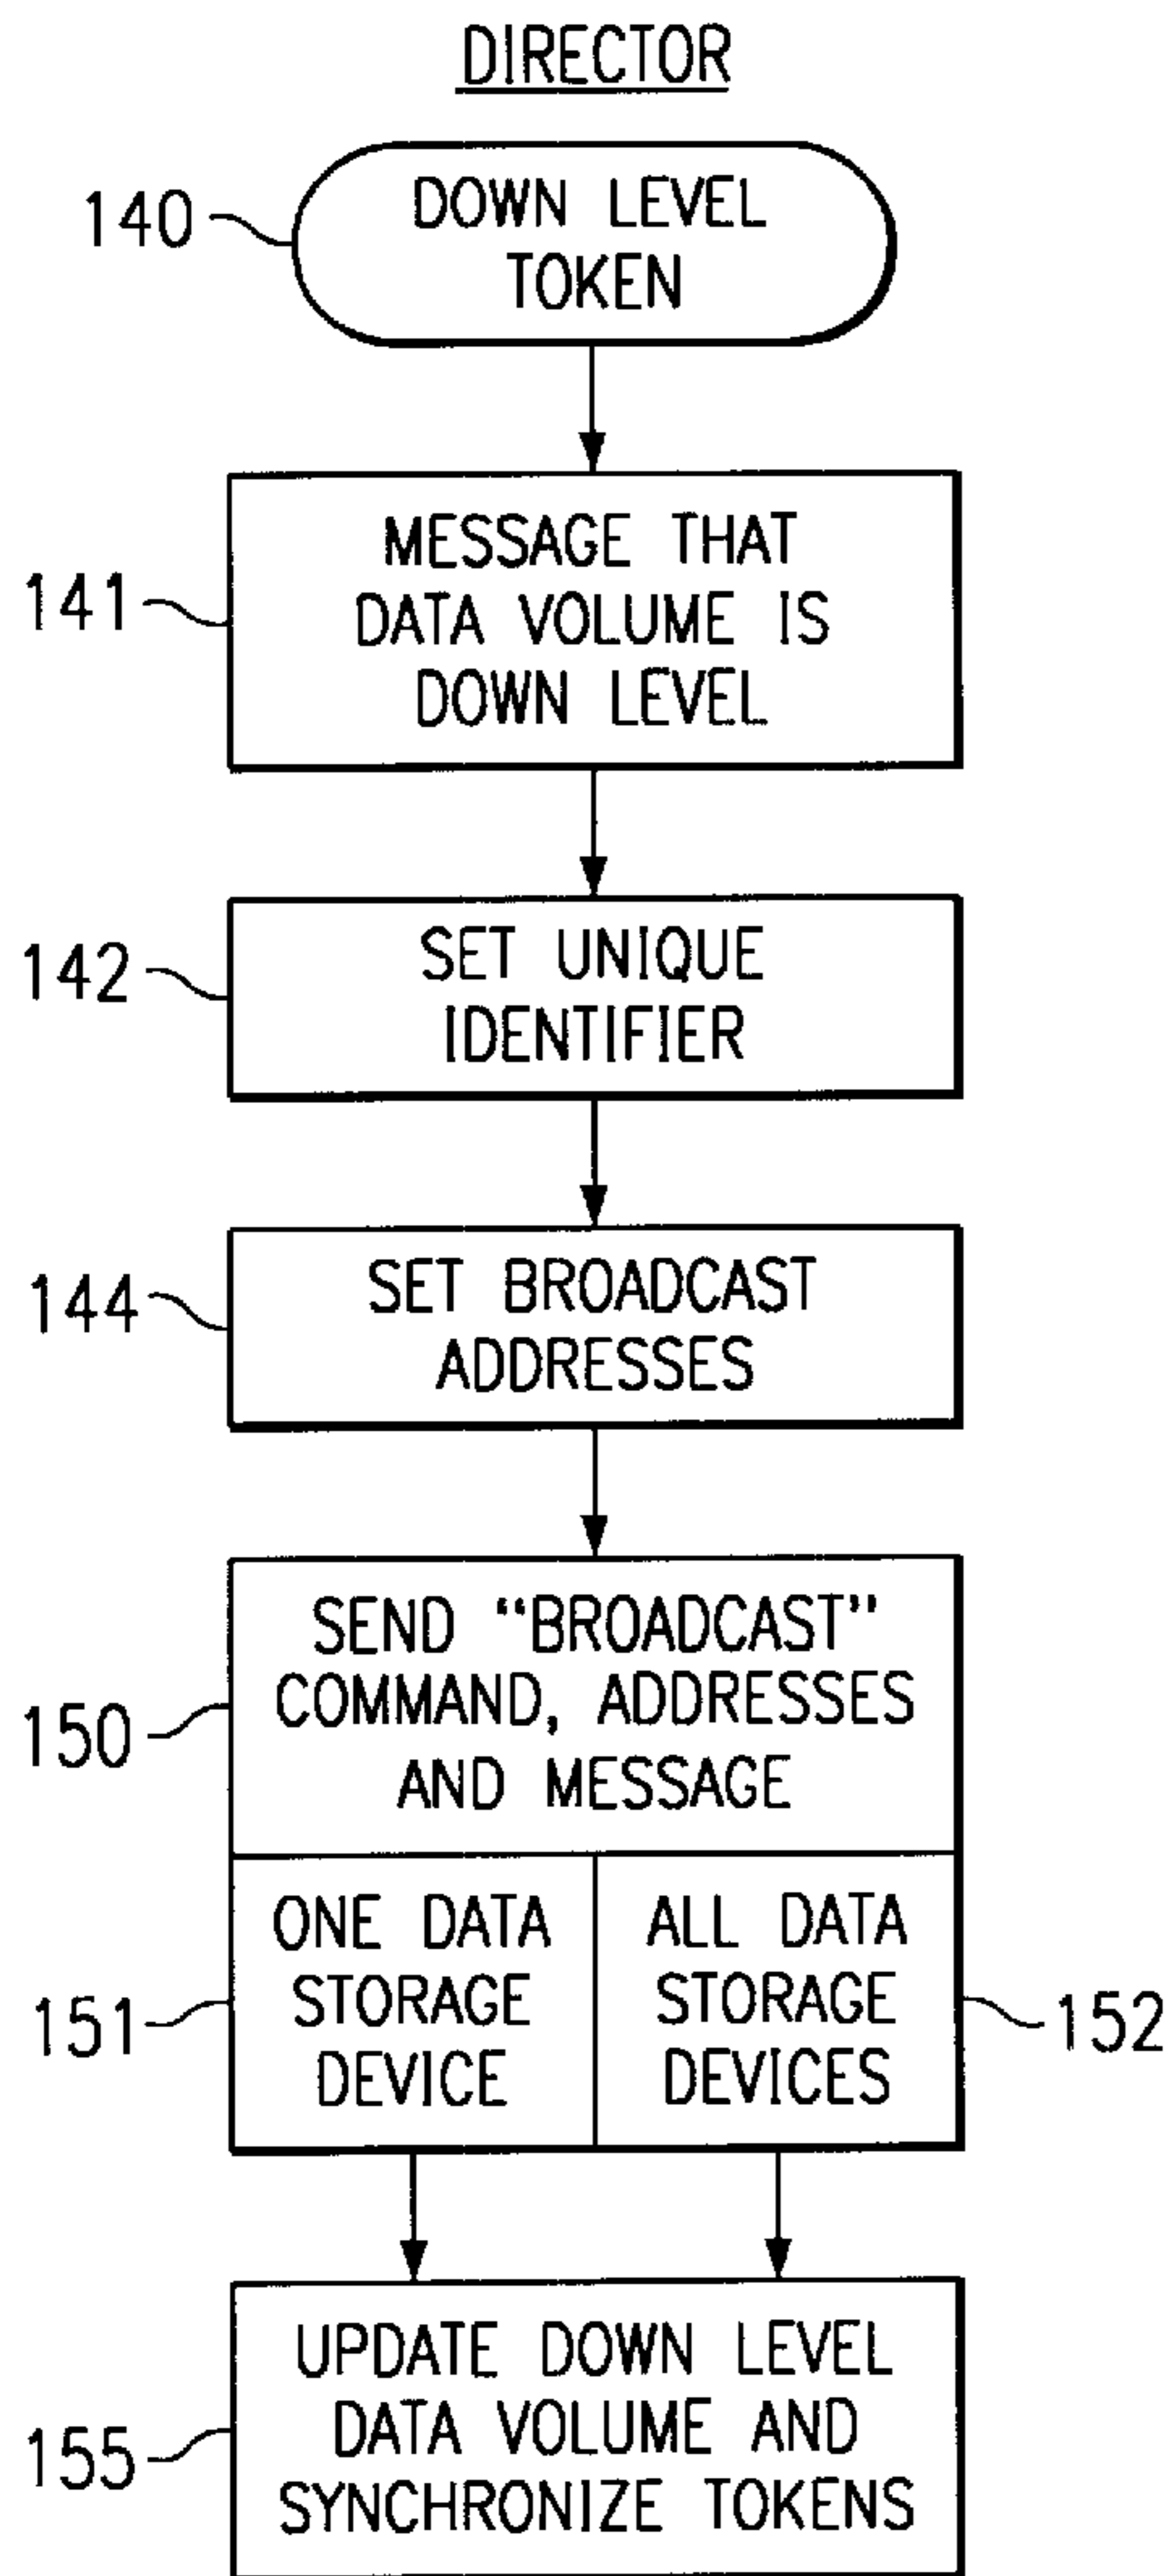 DIRECTOR
140
DOWN LEVEL
TOKEN
141
MESSAGE THAT
DATA VOLUME IS
DOWN LEVEL
142
SET UNIQUE
IDENTIFIER
144
SET BROADCAST
ADDRESSES
150
SEND “BROADCAST”
COMMAND, ADDRESSES
AND MESSAGE
151
ONE DATA
STORAGE
DEVICE
ALL DATA
STORAGE
DEVICES
152
155
UPDATE DOWN LEVEL
DATA VOLUME AND
SYNCHRONIZE TOKENS